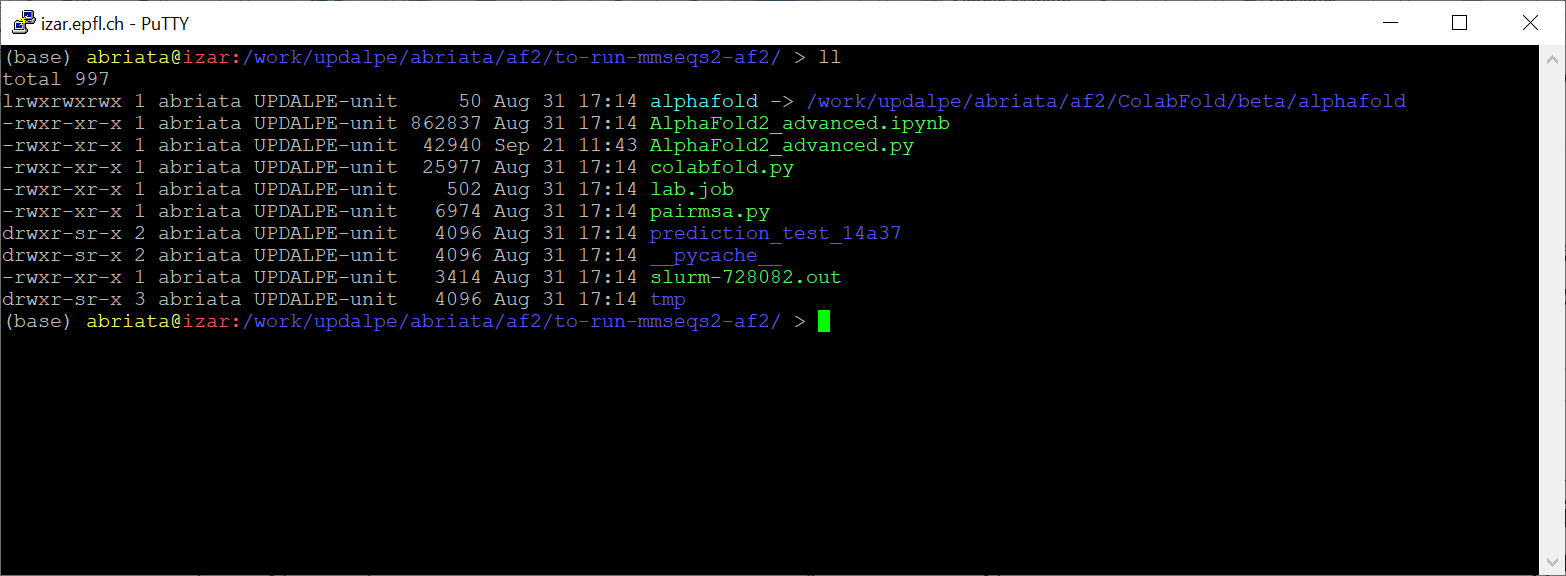 izar.epfl.ch - PuTTY
(base) abriata@izar:/work/updalpe/abriata/af2/to-run-mmseqs2-af2/ > ll
total 997
lrwxrwxrwx 1 abriata UPDALPE-unit     50 Aug 31 17:14 alphafold -> /work/updalpe/abriata/af2/ColabFold/beta/alphafold
-rwxr-xr-x 1 abriata UPDALPE-unit 862837 Aug 31 17:14 AlphaFold2_advanced.ipynb
-rwxr-xr-x 1 abriata UPDALPE-unit  42940 Sep 21 11:43 AlphaFold2_advanced.py
-rwxr-xr-x 1 abriata UPDALPE-unit  25977 Aug 31 17:14 colabfold.py
-rwxr-xr-x 1 abriata UPDALPE-unit    502 Aug 31 17:14 lab.job
-rwxr-xr-x 1 abriata UPDALPE-unit   6974 Aug 31 17:14 pairmsa.py
drwxr-sr-x 2 abriata UPDALPE-unit   4096 Aug 31 17:14 prediction_test_14a37
drwxr-sr-x 2 abriata UPDALPE-unit   4096 Aug 31 17:14 __pycache__
-rwxr-xr-x 1 abriata UPDALPE-unit   3414 Aug 31 17:14 slurm-728082.out
drwxr-sr-x 3 abriata UPDALPE-unit   4096 Aug 31 17:14 tmp
(base) abriata@izar:/work/updalpe/abriata/af2/to-run-mmseqs2-af2/ >